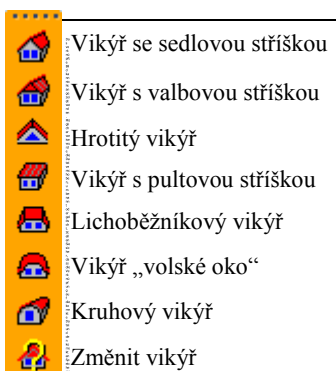 Vikýř se sedlovou stříškou
Vikýř s valbovou stříškou
Hrotitý vikýř
Vikýř s pultovou stříškou
Lichoběžníkový vikýř
Vikýř „volské oko“
Kruhový vikýř
Změnit vikýř